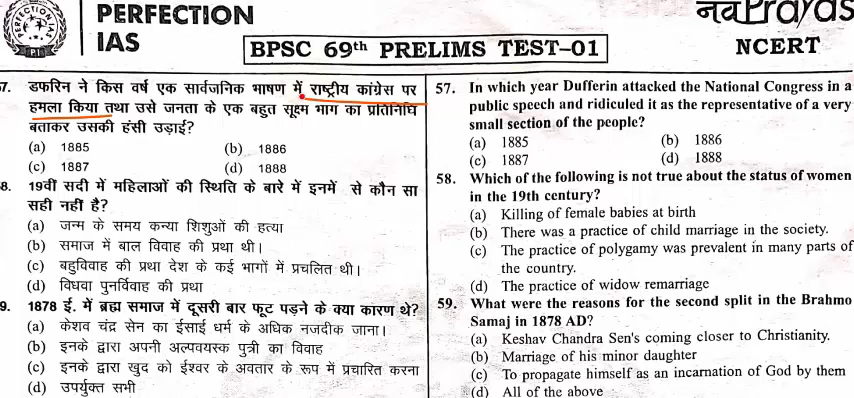 PERFECTION
IAS
BPSC 69th PRELIMS TEST–01
नवPrayas
NCERT
7. डफरिन ने किस वर्ष एक सार्वजनिक भाषण में राष्ट्रीय कांग्रेस पर
हमला किया तथा उसे जनता के एक बहुत सूक्ष्म भाग का प्रतिनिधि
बताकर उसकी हंसी उड़ाई?
(a) 1885 (b) 1886
(c) 1887 (d) 1888
8. 19वीं सदी में महिलाओं की स्थिति के बारे में इनमें से कौन सा
सही नहीं है?
(a) जन्म के समय कन्या शिशुओं की हत्या
(b) समाज में बाल विवाह की प्रथा थी।
(c) बहुविवाह की प्रथा देश के कई भागों में प्रचलित थी।
(d) विधवा पुनर्विवाह की प्रथा
9. 1878 ई. में ब्रह्म समाज में दूसरी बार फूट पड़ने के क्या कारण थे?
(a) केशव चंद्र सेन का ईसाई धर्म के अधिक नजदीक जाना।
(b) इनके द्वारा अपनी अल्पवयस्क पुत्री का विवाह
(c) इनके द्वारा खुद को ईश्वर के अवतार के रूप में प्रचारित करना
(d) उपर्युक्त सभी
57. In which year Dufferin attacked the National Congress in a
public speech and ridiculed it as the representative of a very
small section of the people?
(a) 1885 (b) 1886
(c) 1887 (d) 1888
58. Which of the following is not true about the status of women
in the 19th century?
(a) Killing of female babies at birth
(b) There was a practice of child marriage in the society.
(c) The practice of polygamy was prevalent in many parts of
the country.
(d) The practice of widow remarriage
59. What were the reasons for the second split in the Brahmo
Samaj in 1878 AD?
(a) Keshav Chandra Sen's coming closer to Christianity.
(b) Marriage of his minor daughter
(c) To propagate himself as an incarnation of God by them
(d) All of the above